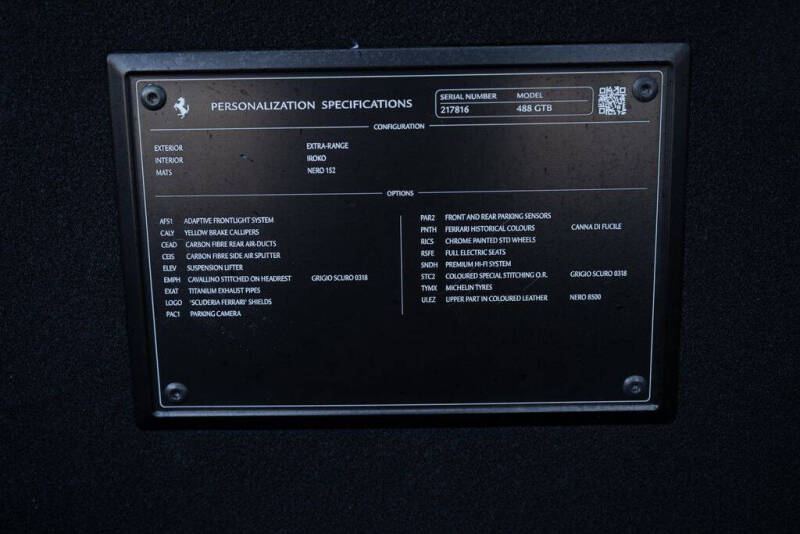 PERSONALIZATION SPECIFICATIONS
SERIAL NUMBER MODEL
217816 488 GTB
CONFIGURATION
EXTERIOR EXTRA-RANGE
INTERIOR IROKO
MATS NERO 152
OPTIONS
AFS1 ADAPTIVE FRONTLIGHT SYSTEM
CALY YELLOW BRAKE CALLIPERS
CEAD CARBON FIBRE REAR AIR-DUCTS
CEIS CARBON FIBRE SIDE AIR SPLITTER
ELEV SUSPENSION LIFTER
EMPH CAVALLINO STITCHED ON HEADREST GRIGIO SCURO 0318
EXAT TITANIUM EXHAUST PIPES
LOGO 'SCUDERIA FERRARI' SHIELDS
PAC1 PARKING CAMERA
PAR2 FRONT AND REAR PARKING SENSORS
PNTH FERRARI HISTORICAL COLOURS CANNA DI FUCILE
RICS CHROME PAINTED STD WHEELS
RSFE FULL ELECTRIC SEATS
SNDH PREMIUM HI-FI SYSTEM
STC2 COLOURED SPECIAL STITCHING O.R. GRIGIO SCURO 0318
TYMX MICHELIN TYRES
ULEZ UPPER PART IN COLOURED LEATHER NERO 8500